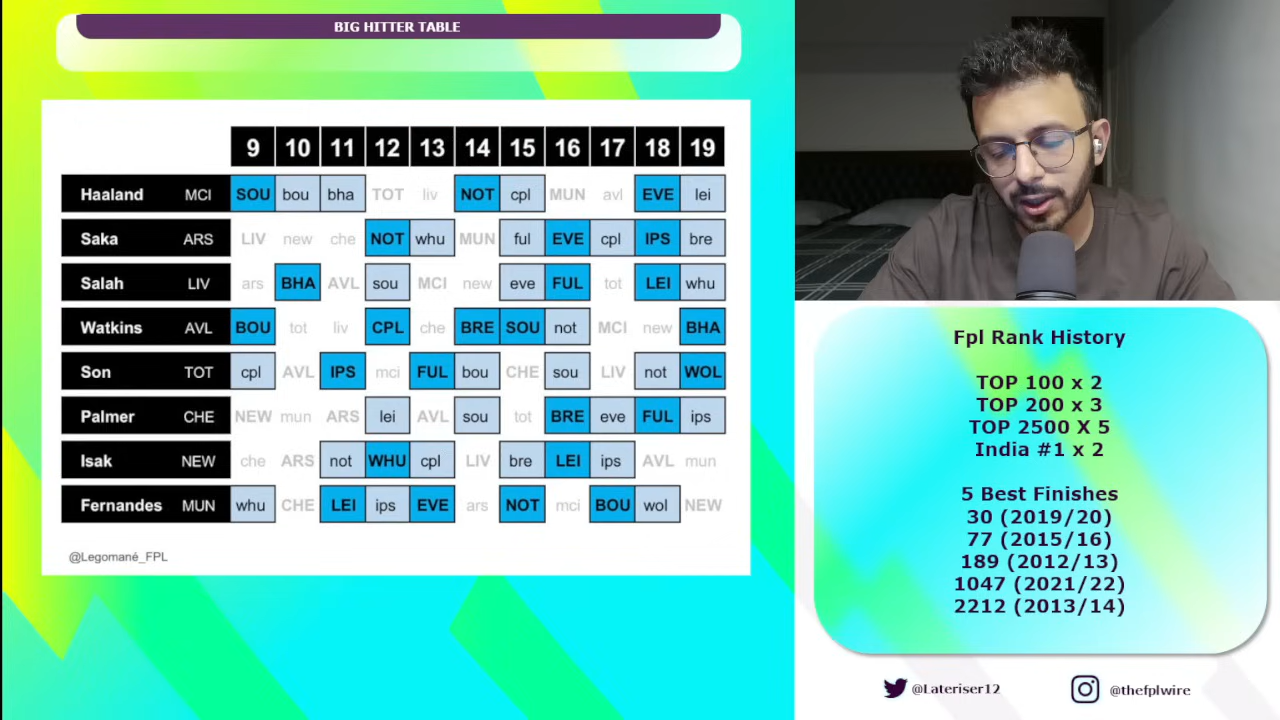 BIG HITTER TABLE
9 10 11 12 13 14 15 16 17 18 19
Haaland MCI SOU bou bha TOT liv NOT cpl MUN avl EVE lei
Saka ARS LIV new che NOT whu MUN ful EVE cpl IPS bre
Salah LIV ars BHA AVL sou MCI new eve FUL tot LEI whu
Watkins AVL BOU tot liv CPL che BRE SOU not MCI new BHA
Son TOT cpl AVL IPS mci FUL bou CHE sou LIV not WOL
Palmer CHE NEW mun ARS lei AVL sou tot BRE eve FUL ips
Isak NEW che ARS not WHU cpl LIV bre LEI ips AVL mun
Fernandes MUN whu CHE LEI ips EVE ars NOT mci BOU wol NEW
@Legomané_FPL
Fpl Rank History
TOP 100 x 2
TOP 200 x 3
TOP 2500 X 5
India #1 x 2
5 Best Finishes
30 (2019/20)
77 (2015/16)
189 (2012/13)
1047 (2021/22)
2212 (2013/14)
@Lateriser12
@thefplwire